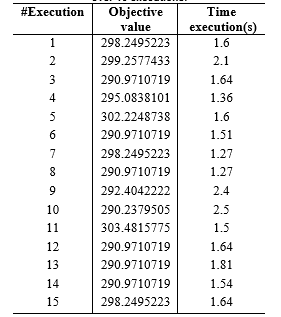 #Execution Objective value Time execution(s)
1 298.2495223 1.6
2 299.2577433 2.1
3 290.9710719 1.64
4 295.0838101 1.36
5 302.2248738 1.6
6 290.9710719 1.51
7 298.2495223 1.27
8 290.9710719 1.27
9 292.4042222 2.4
10 290.2379505 2.5
11 303.4815775 1.5
12 290.9710719 1.64
13 290.9710719 1.81
14 290.9710719 1.54
15 298.2495223 1.64